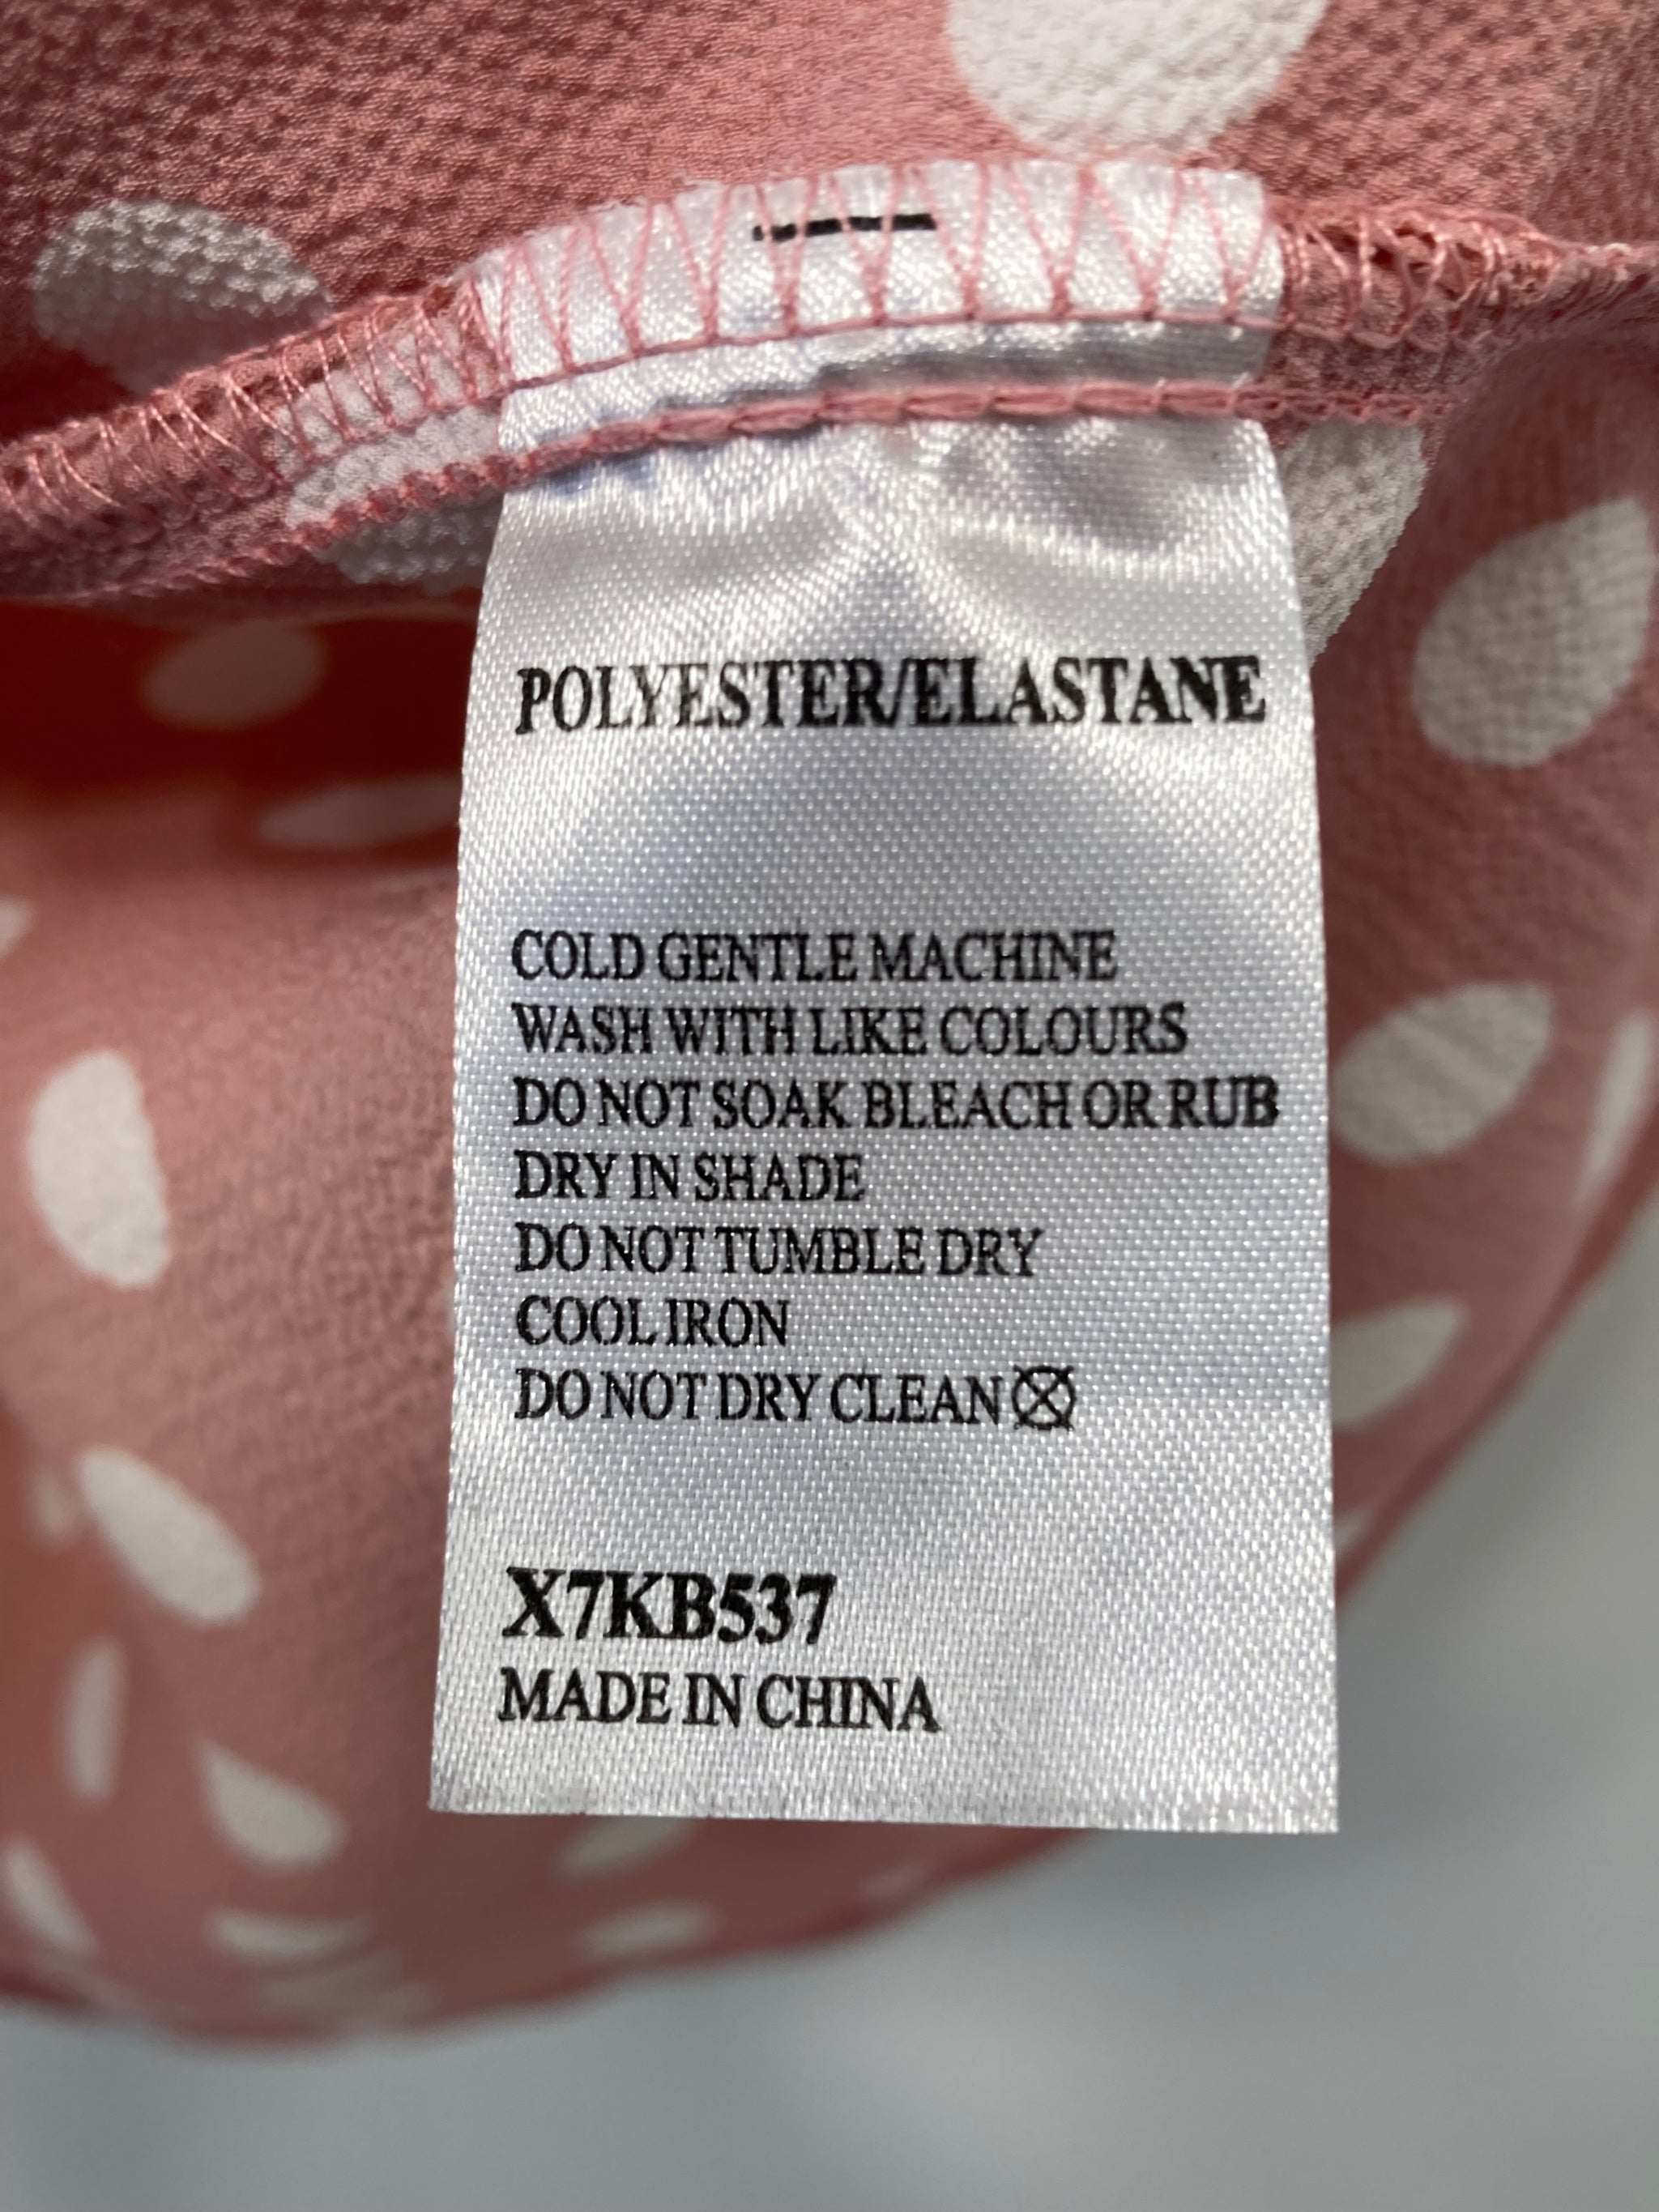 POLYESTER/ELASTANE
COLD GENTLE MACHINE
WASH WITH LIKE COLOURS
DO NOT SOAK BLEACH OR RUB
DRY IN SHADE
DO NOT TUMBLE DRY
COOL IRON
DO NOT DRY CLEAN
X7KB537
MADE IN CHINA